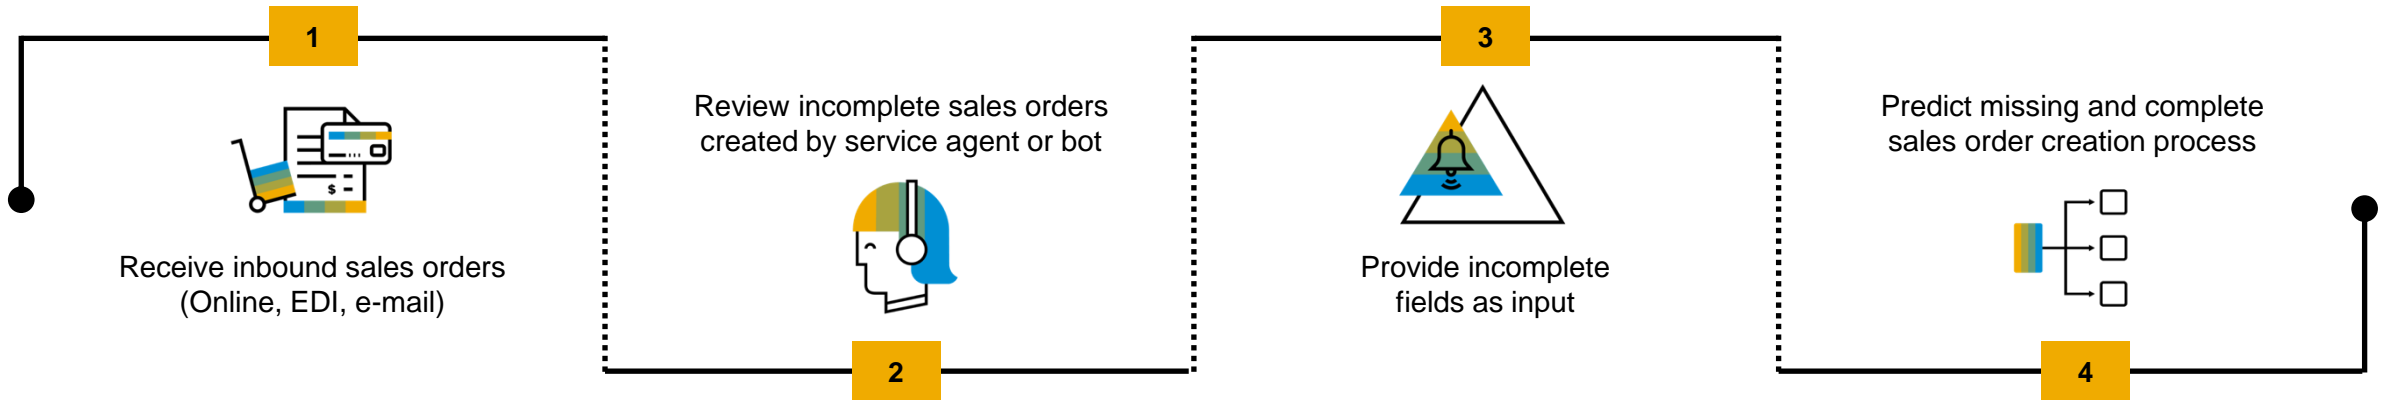 1
Receive inbound sales orders
(Online, EDI, e-mail)
$
Review incomplete sales orders
created by service agent or bot
2
3
Provide incomplete
fields as input
Predict missing and complete
sales order creation process
4